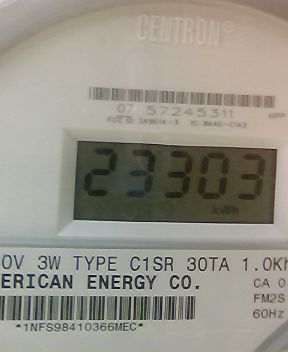 CENTRON®
07 57245311
23303
kWh
0V 3W TYPE C1SR 30TA 1.0Kh
ERICAN ENERGY CO.
CA 0
FM2S
60Hz
*1NFS98410366MEC*